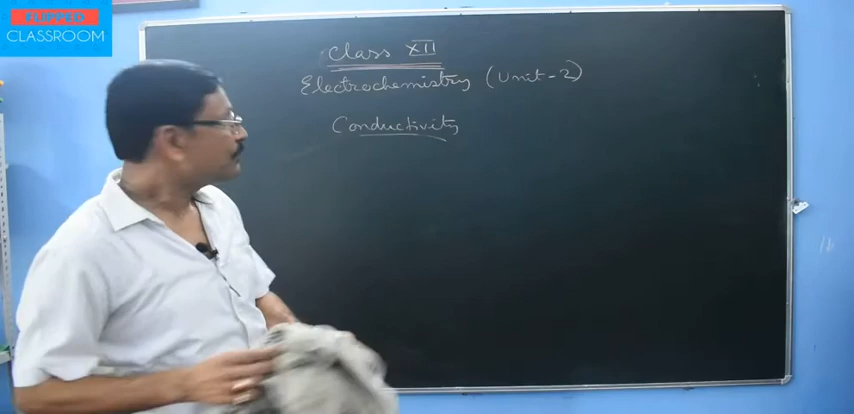 FLIPPED
CLASSROOM
Class XII
Electrochemistry (Unit-2)
Conductivity